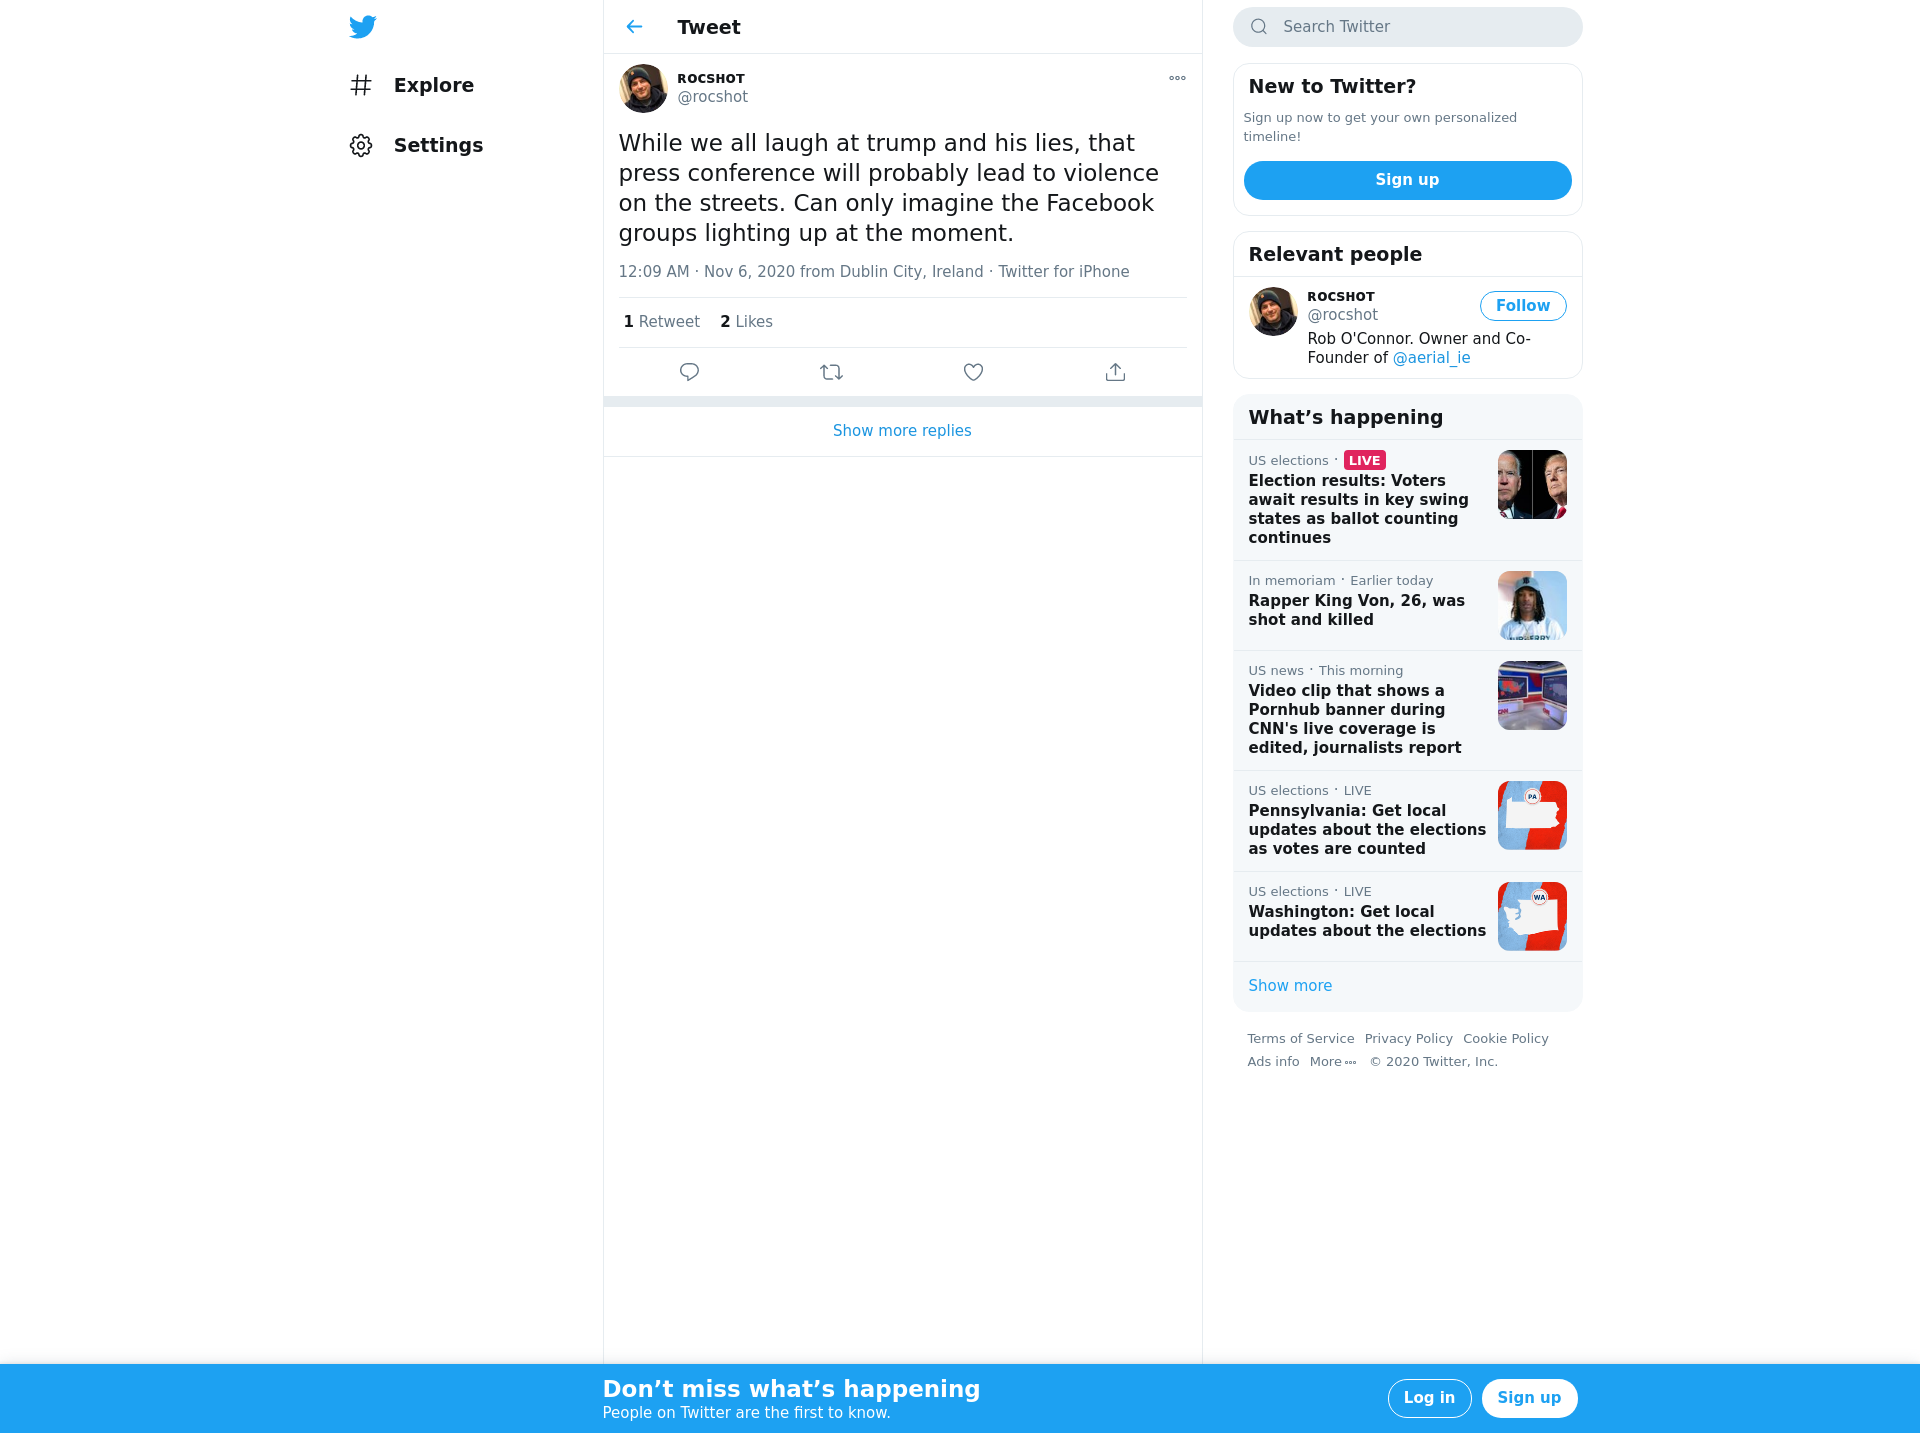 Explore
Settings
Tweet
ROCSHOT
@rocshot
While we all laugh at trump and his lies, that
press conference will probably lead to violence
on the streets. Can only imagine the Facebook
groups lighting up at the moment.
12:09 AM · Nov 6, 2020 from Dublin City, Ireland · Twitter for iPhone
1 Retweet 2 Likes
Show more replies
Search Twitter
New to Twitter?
Sign up now to get your own personalized
timeline!
Sign up
Relevant people
ROCSHOT
@rocshot
Follow
Rob O'Connor. Owner and Co-
Founder of @aerial_ie
What’s happening
US elections · LIVE
Election results: Voters
await results in key swing
states as ballot counting
continues
In memoriam · Earlier today
Rapper King Von, 26, was
shot and killed
US news · This morning
Video clip that shows a
Pornhub banner during
CNN's live coverage is
edited, journalists report
US elections · LIVE
Pennsylvania: Get local
updates about the elections
as votes are counted
PA
US elections · LIVE
Washington: Get local
updates about the elections
WA
Show more
Terms of Service Privacy Policy Cookie Policy
Ads info More © 2020 Twitter, Inc.
Don’t miss what’s happening
People on Twitter are the first to know.
Log in
Sign up